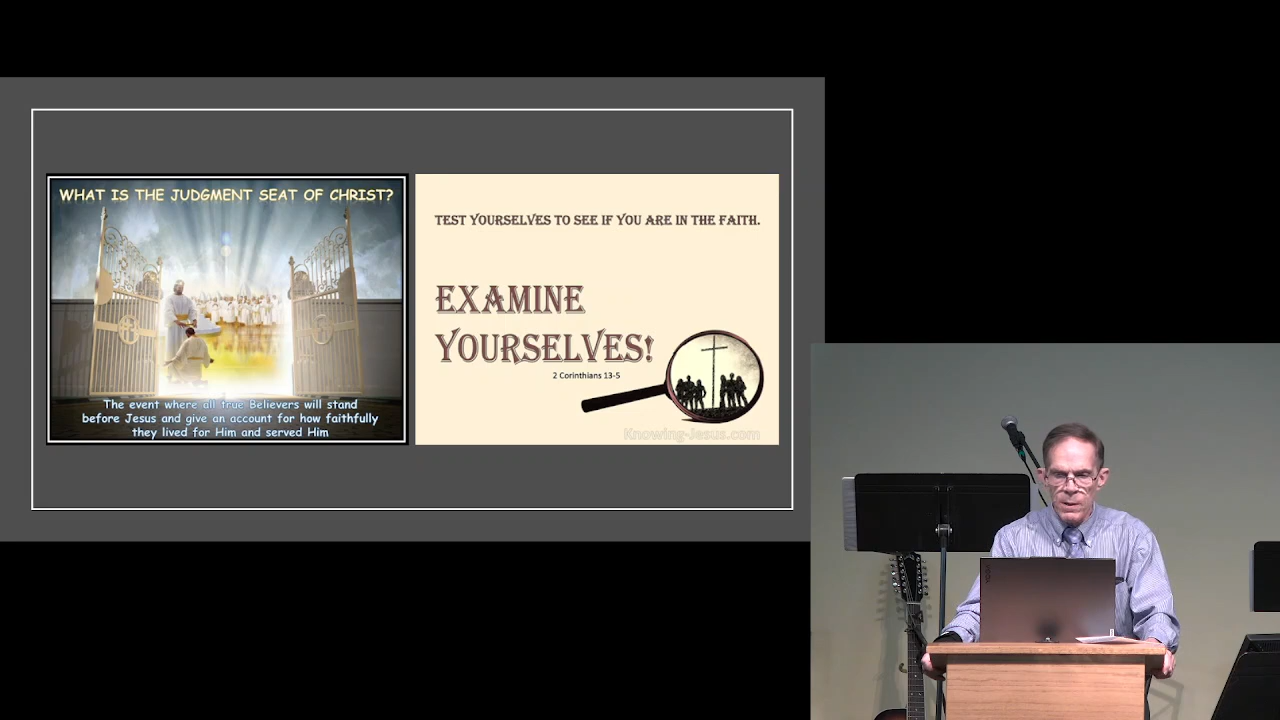 WHAT IS THE JUDGMENT SEAT OF CHRIST?
The event where all true Believers will stand
before Jesus and give an account for how faithfully
they lived for Him and served Him
TEST YOURSELVES TO SEE IF YOU ARE IN THE FAITH.
EXAMINE
YOURSELVES!
2 Corinthians 13-5
Knowing-Jesus.com